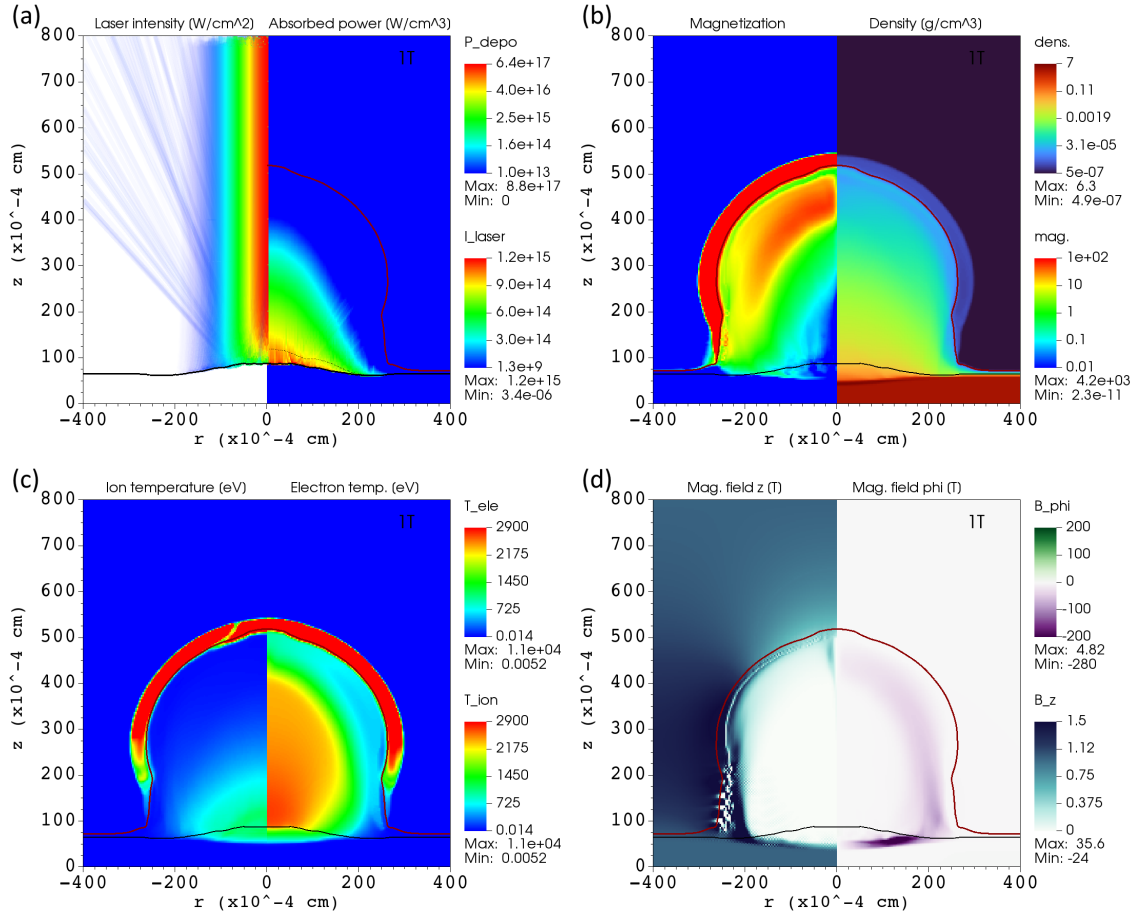 (a)
Laser intensity [W/cm^2] Absorbed power [W/cm^3]
1T
z (x10^-4 cm)
800
700
600
500
400
300
200
100
0
-400 -200 0 200 400
r (x10^-4 cm)
P_depo
6.4e+17
4.0e+16
2.5e+15
1.6e+14
1.0e+13
Max: 8.8e+17
Min: 0
I_laser
1.2e+15
9.0e+14
6.0e+14
3.0e+14
1.3e+9
Max: 1.2e+15
Min: 3.4e-06
(b)
Magnetization Density [g/cm^3]
1T
z (x10^-4 cm)
800
700
600
500
400
300
200
100
0
-400 -200 0 200 400
r (x10^-4 cm)
dens.
7
0.11
0.0019
3.1e-05
5e-07
Max: 6.3
Min: 4.9e-07
mag.
1e+02
10
1
0.1
0.01
Max: 4.2e+03
Min: 2.3e-11
(c)
Ion temperature [eV] Electron temp. [eV]
1T
z (x10^-4 cm)
800
700
600
500
400
300
200
100
0
-400 -200 0 200 400
r (x10^-4 cm)
T_ele
2900
2175
1450
725
0.014
Max: 1.1e+04
Min: 0.0052
T_ion
2900
2175
1450
725
0.014
Max: 1.1e+04
Min: 0.0052
(d)
Mag. field z [T] Mag. field phi [T]
1T
z (x10^-4 cm)
800
700
600
500
400
300
200
100
0
-400 -200 0 200 400
r (x10^-4 cm)
B_phi
200
100
0
-100
-200
Max: 4.82
Min: -280
B_z
1.5
1.12
0.75
0.375
0
Max: 35.6
Min: -24